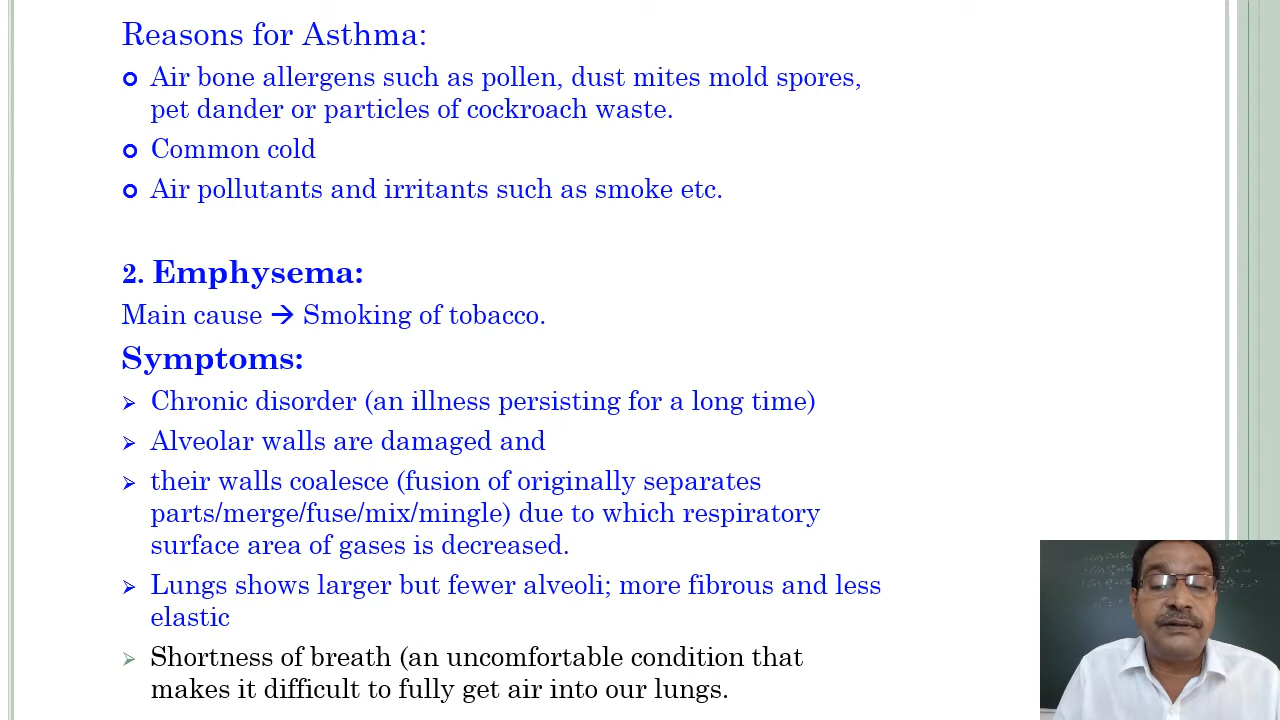 Reasons for Asthma:
Air bone allergens such as pollen, dust mites mold spores,
pet dander or particles of cockroach waste.
Common cold
Air pollutants and irritants such as smoke etc.
2. Emphysema:
Main cause → Smoking of tobacco.
Symptoms:
Chronic disorder (an illness persisting for a long time)
Alveolar walls are damaged and
their walls coalesce (fusion of originally separates
parts/merge/fuse/mix/mingle) due to which respiratory
surface area of gases is decreased.
Lungs shows larger but fewer alveoli; more fibrous and less
elastic
Shortness of breath (an uncomfortable condition that
makes it difficult to fully get air into our lungs.